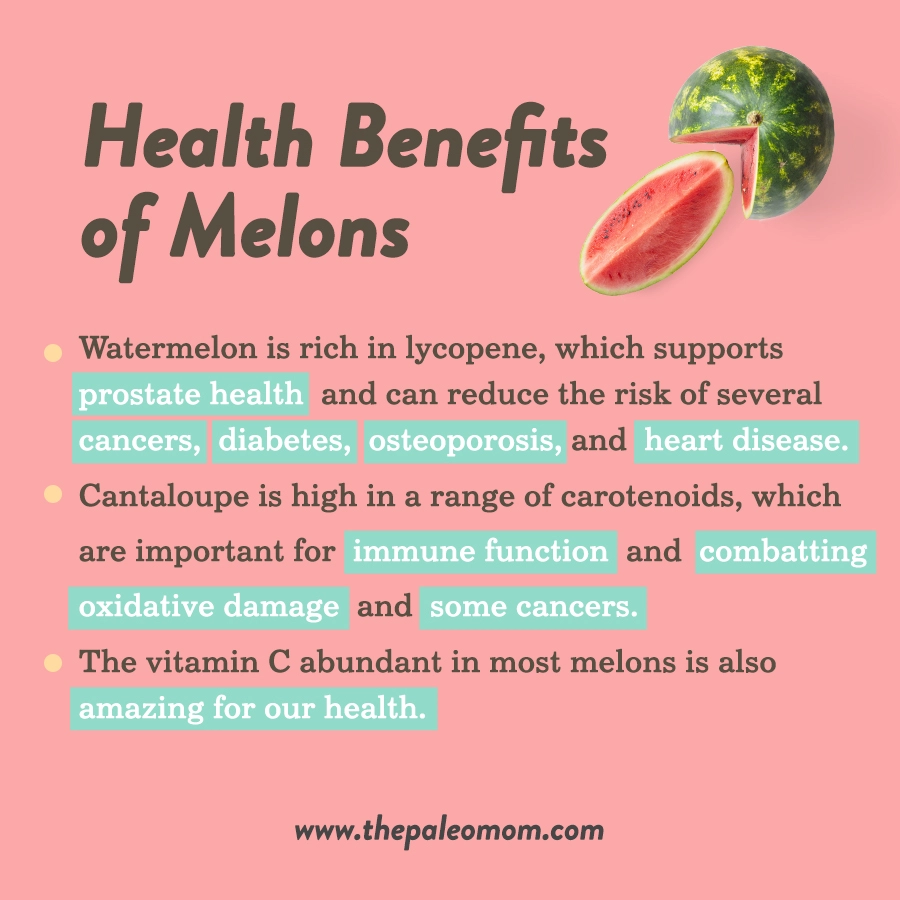 Health Benefits
of Melons
Watermelon is rich in lycopene, which supports
prostate health and can reduce the risk of several
cancers, diabetes, osteoporosis, and heart disease.
Cantaloupe is high in a range of carotenoids, which
are important for immune function and combatting
oxidative damage and some cancers.
The vitamin C abundant in most melons is also
amazing for our health.
www.thepaleomom.com